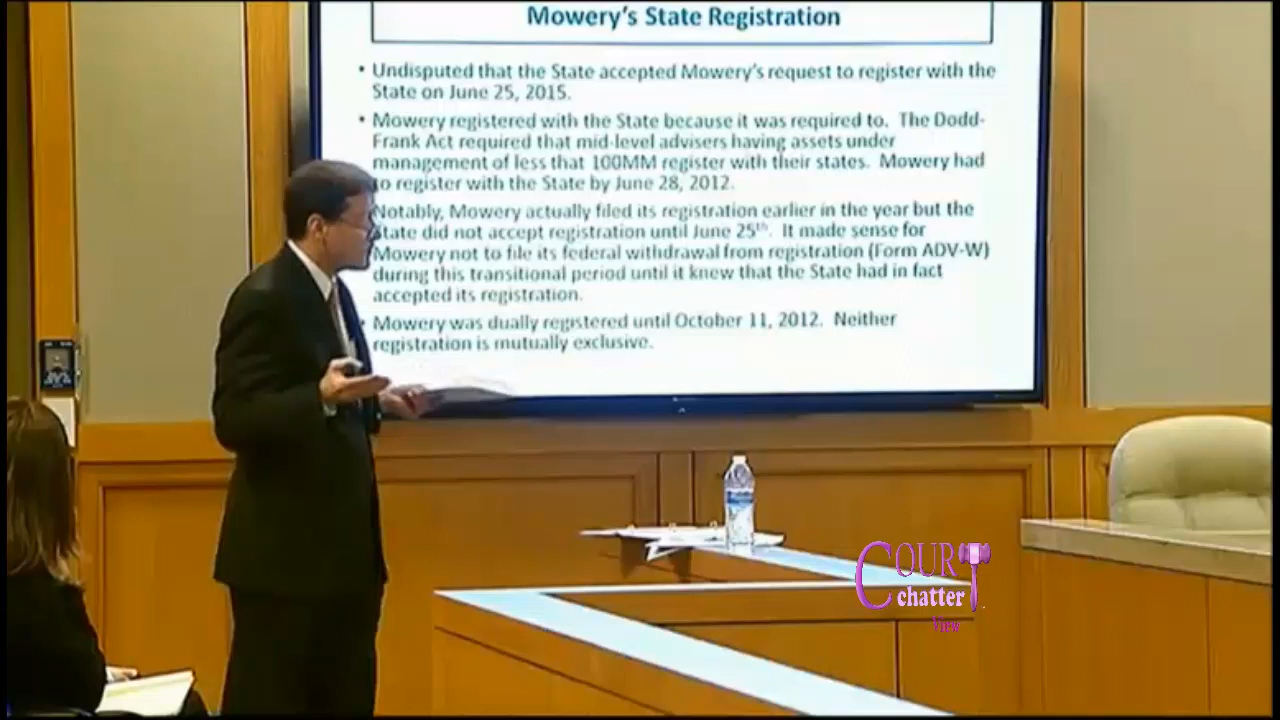 Mowery's State Registration
• Undisputed that the State accepted Mowery's request to register with the
State on June 25, 2015.
• Mowery registered with the State because it was required to. The Dodd-
Frank Act required that mid-level advisers having assets under
management of less that 100MM register with their states. Mowery had
to register with the State by June 28, 2012.
Notably, Mowery actually filed its registration earlier in the year but the
State did not accept registration until June 25th. It made sense for
Mowery not to file its federal withdrawal from registration (Form ADV-W)
during this transitional period until it knew that the State had in fact
accepted its registration.
Mowery was dually registered until October 11, 2012. Neither
registration is mutually exclusive.
COURT
chatter
View